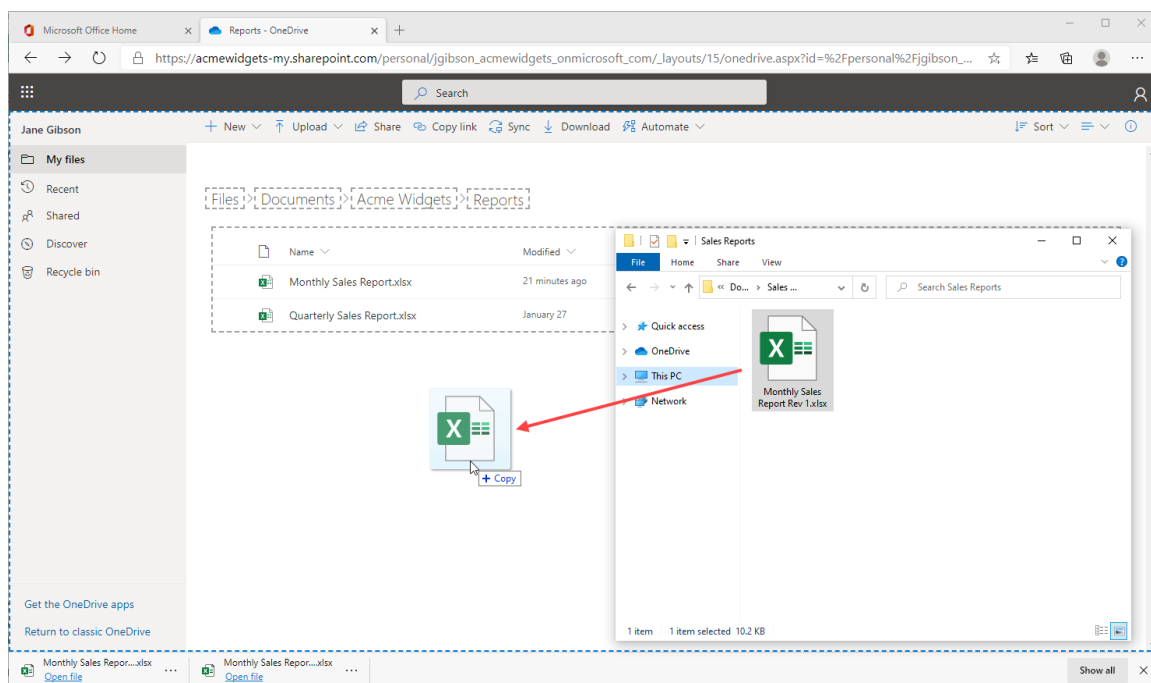 Microsoft Office Home
Reports - OneDrive
https://acmewidgets-my.sharepoint.com/personal/jgibson_acmewidgets_onmicrosoft_com/_layouts/15/onedrive.aspx?id=%2Fpersonal%2Fjgibson_...
Search
Jane Gibson
New Upload Share Copy link Sync Download Automate Sort
My files
Recent
Shared
Discover
Recycle bin
Files > Documents > Acme Widgets > Reports
Name Modified
Monthly Sales Report.xlsx 21 minutes ago
Quarterly Sales Report.xlsx January 27
+ Copy
Sales Reports
File Home Share View
« Do... > Sales ... Search Sales Reports
Quick access
OneDrive
This PC
Network
Monthly Sales
Report Rev 1.xlsx
1 item 1 item selected 10.2 KB
Get the OneDrive apps
Return to classic OneDrive
Monthly Sales Repor....xlsx
Open file
Monthly Sales Repor....xlsx
Open file
Show all